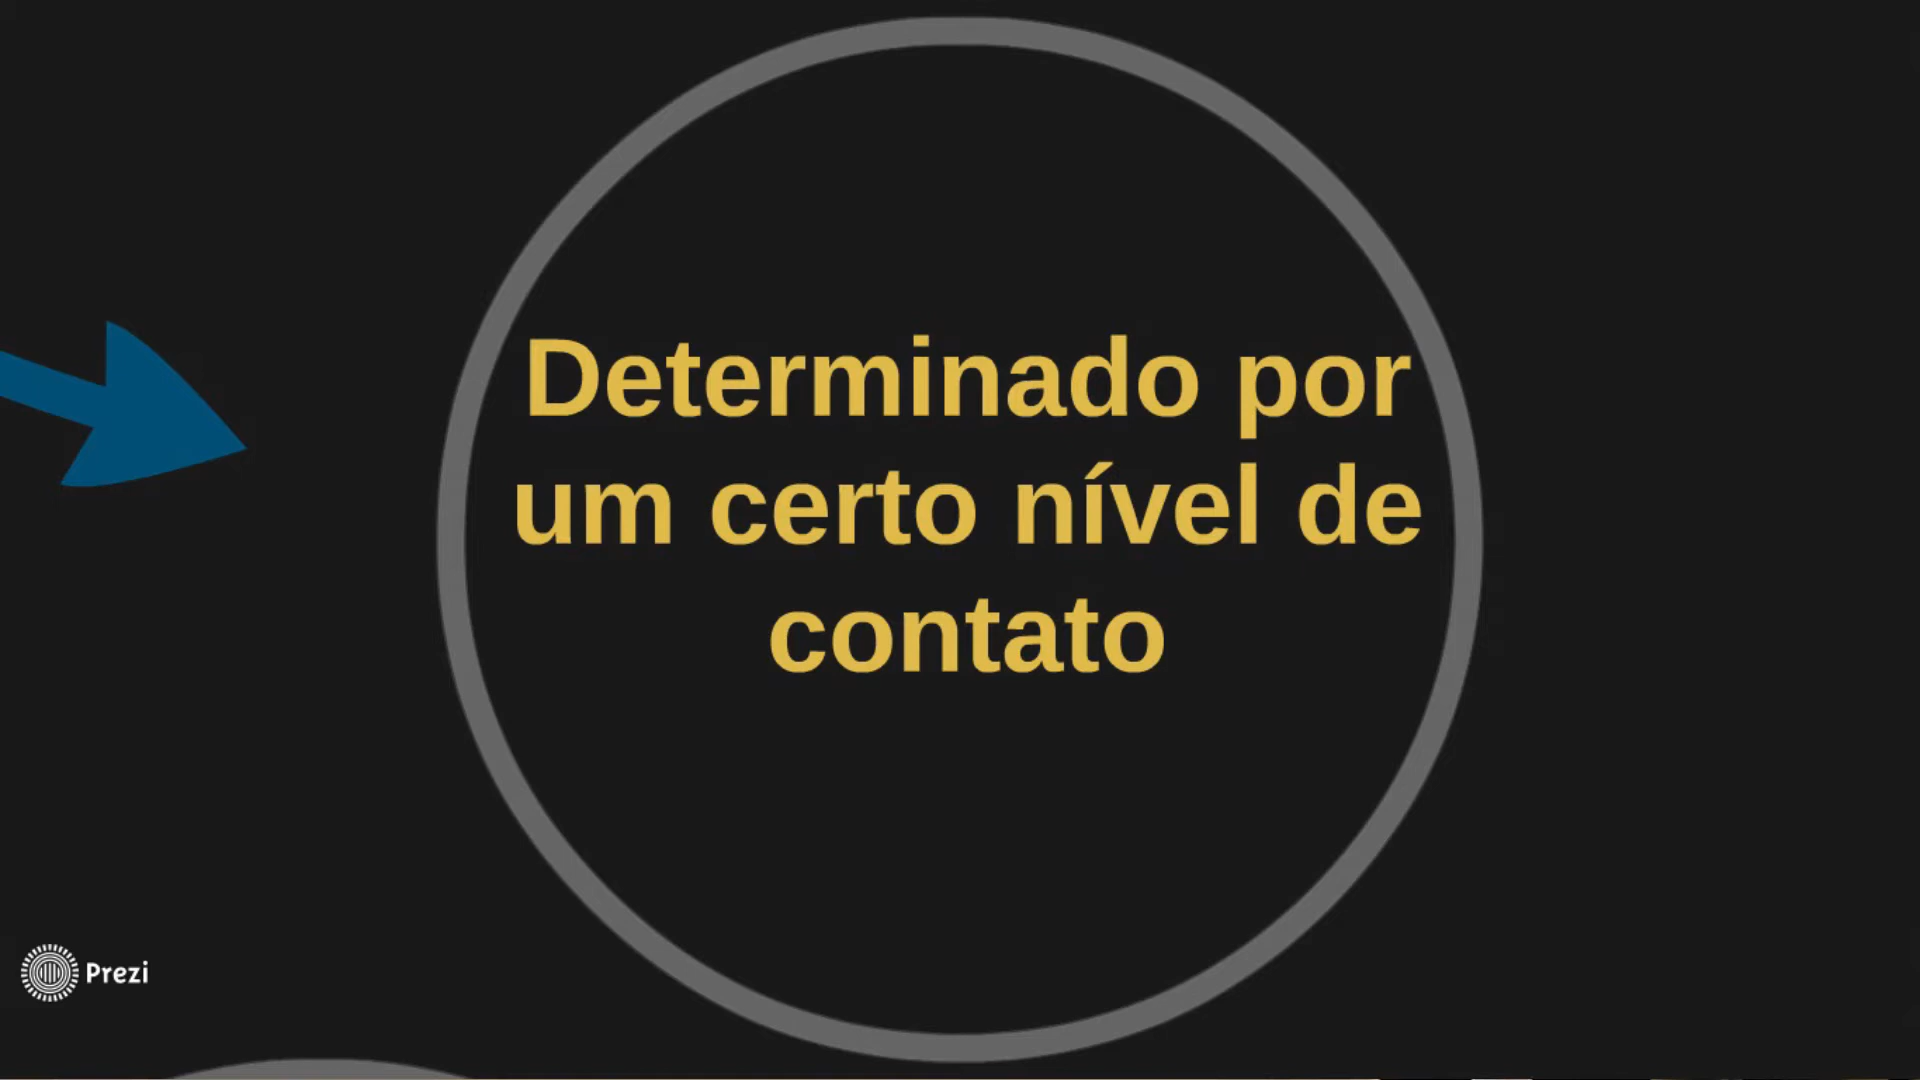 Determinado por
um certo nível de
contato
Prezi